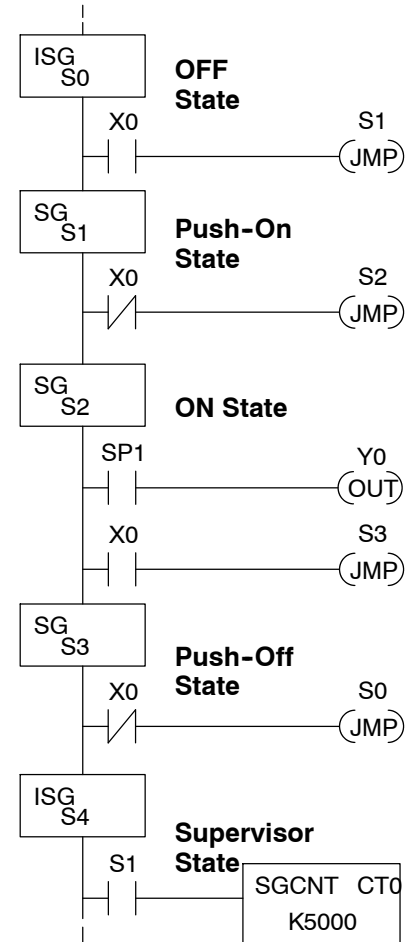 ISG
S0
OFF
State
X0
S1
JMP
SG
S1
Push-On
State
X0
S2
JMP
SG
S2
ON State
SP1
Y0
OUT
X0
S3
JMP
SG
S3
Push-Off
State
X0
S0
JMP
ISG
S4
Supervisor
State
S1
SGCNT CT0
K5000